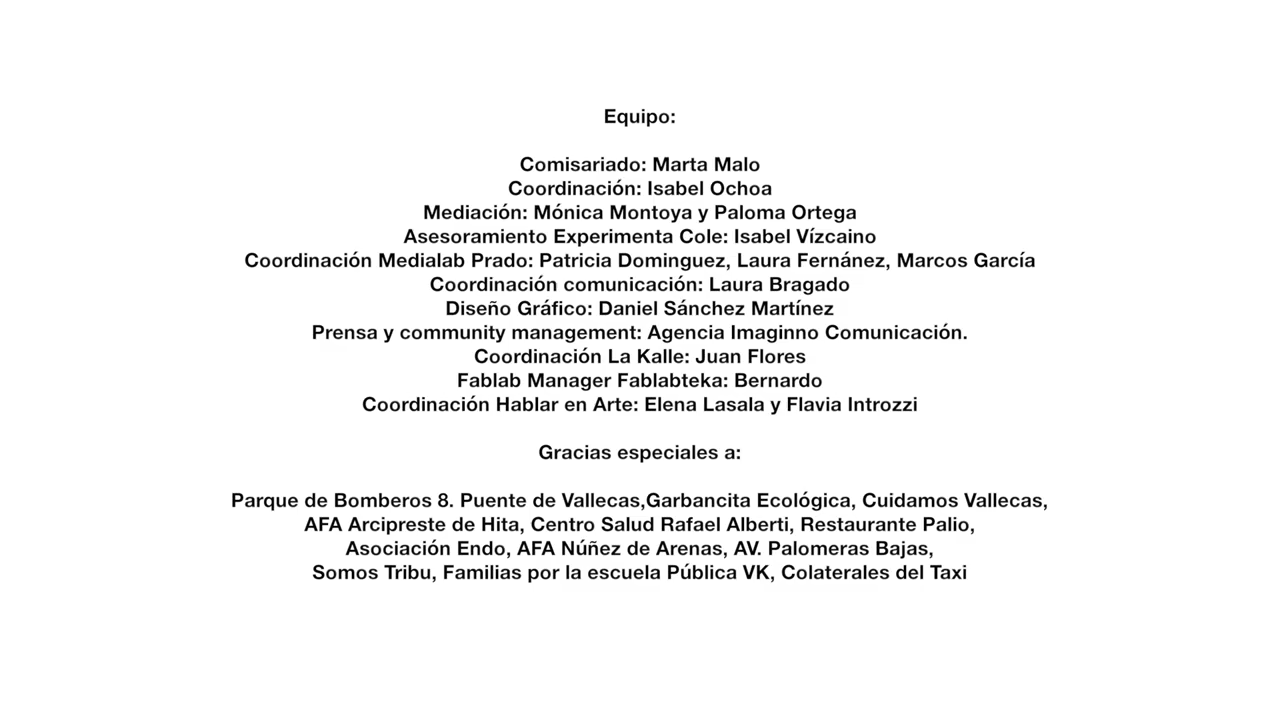 Equipo:
Comisariado: Marta Malo
Coordinación: Isabel Ochoa
Mediación: Mónica Montoya y Paloma Ortega
Asesoramiento Experimenta Cole: Isabel Vízcaino
Coordinación Medialab Prado: Patricia Dominguez, Laura Fernánez, Marcos García
Coordinación comunicación: Laura Bragado
Diseño Gráfico: Daniel Sánchez Martínez
Prensa y community management: Agencia Imaginno Comunicación.
Coordinación La Kalle: Juan Flores
Fablab Manager Fablabteka: Bernardo
Coordinación Hablar en Arte: Elena Lasala y Flavia Introzzi
Gracias especiales a:
Parque de Bomberos 8. Puente de Vallecas,Garbancita Ecológica, Cuidamos Vallecas,
AFA Arcipreste de Hita, Centro Salud Rafael Alberti, Restaurante Palio,
Asociación Endo, AFA Núñez de Arenas, AV. Palomeras Bajas,
Somos Tribu, Familias por la escuela Pública VK, Colaterales del Taxi